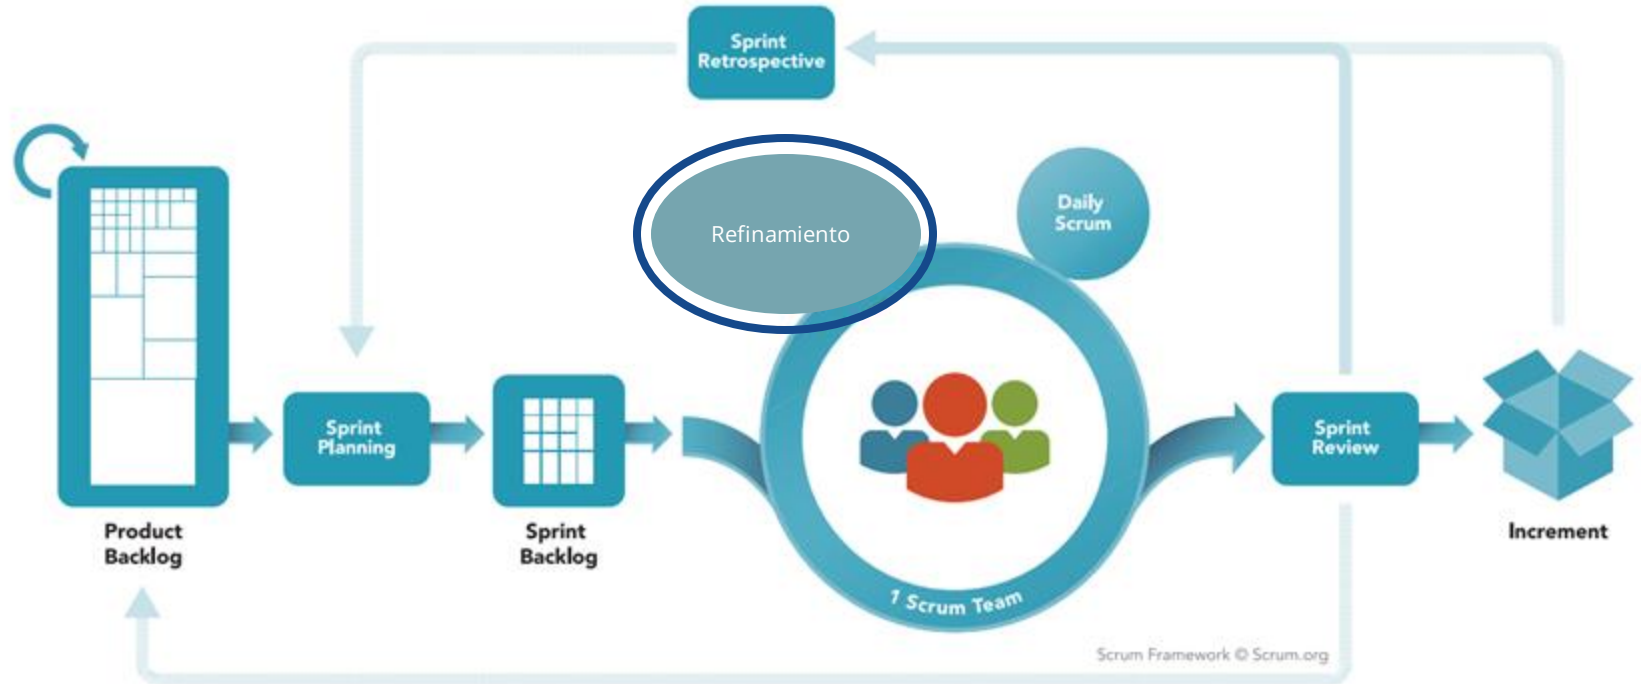 Sprint
Retrospective
Refinamiento
Daily
Scrum
Sprint
Planning
Sprint
Review
Product
Backlog
Sprint
Backlog
Increment
1 Scrum Team
Scrum Framework © Scrum.org